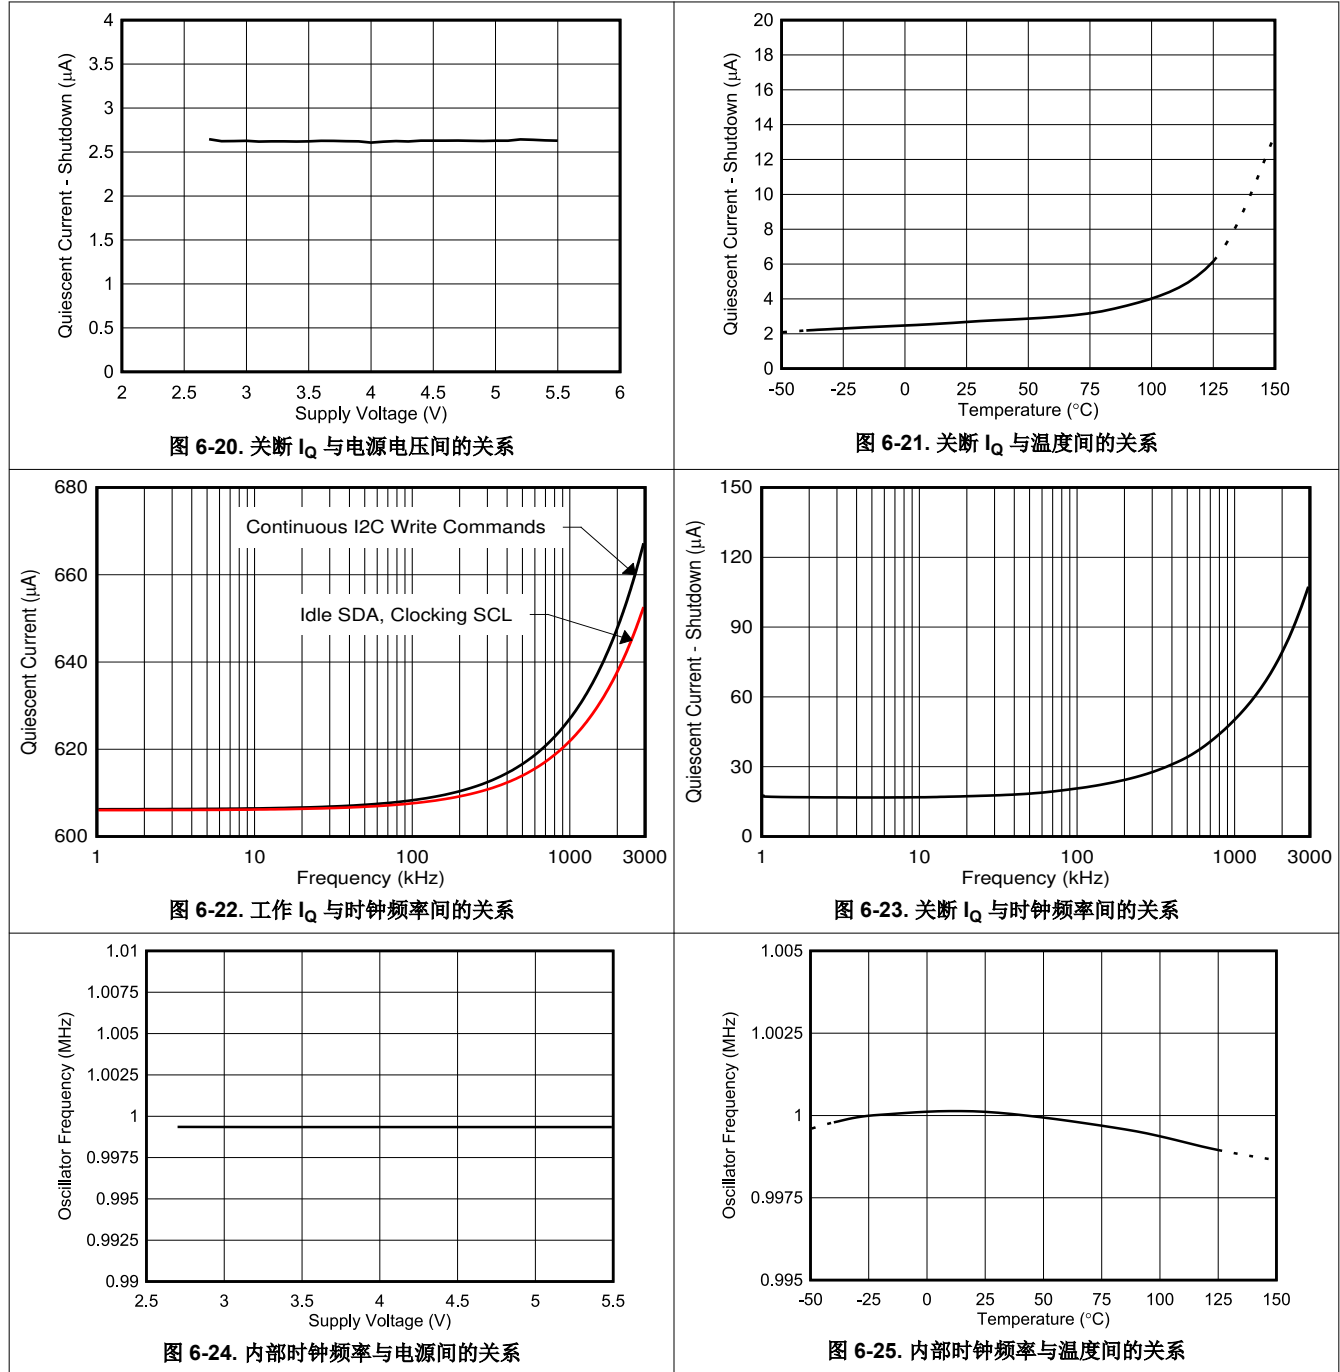 Quiescent Current - Shutdown (μA)
4
3.5
3
2.5
2
1.5
1
0.5
0
2 2.5 3 3.5 4 4.5 5 5.5 6
Supply Voltage (V)
图 6-20. 关断 IQ 与电源电压间的关系
Quiescent Current - Shutdown (μA)
20
18
16
14
12
10
8
6
4
2
0
-50 -25 0 25 50 75 100 125 150
Temperature (°C)
图 6-21. 关断 IQ 与温度间的关系
Quiescent Current (μA)
680
660
640
620
600
Continuous I2C Write Commands
Idle SDA, Clocking SCL
1 10 100 1000 3000
Frequency (kHz)
图 6-22. 工作 IQ 与时钟频率间的关系
Quiescent Current - Shutdown (μA)
150
120
90
60
30
0
1 10 100 1000 3000
Frequency (kHz)
图 6-23. 关断 IQ 与时钟频率间的关系
Oscillator Frequency (MHz)
1.01
1.0075
1.005
1.0025
1
0.9975
0.995
0.9925
0.99
2.5 3 3.5 4 4.5 5 5.5
Supply Voltage (V)
图 6-24. 内部时钟频率与电源间的关系
Oscillator Frequency (MHz)
1.005
1.0025
1
0.9975
0.995
-50 -25 0 25 50 75 100 125 150
Temperature (°C)
图 6-25. 内部时钟频率与温度间的关系